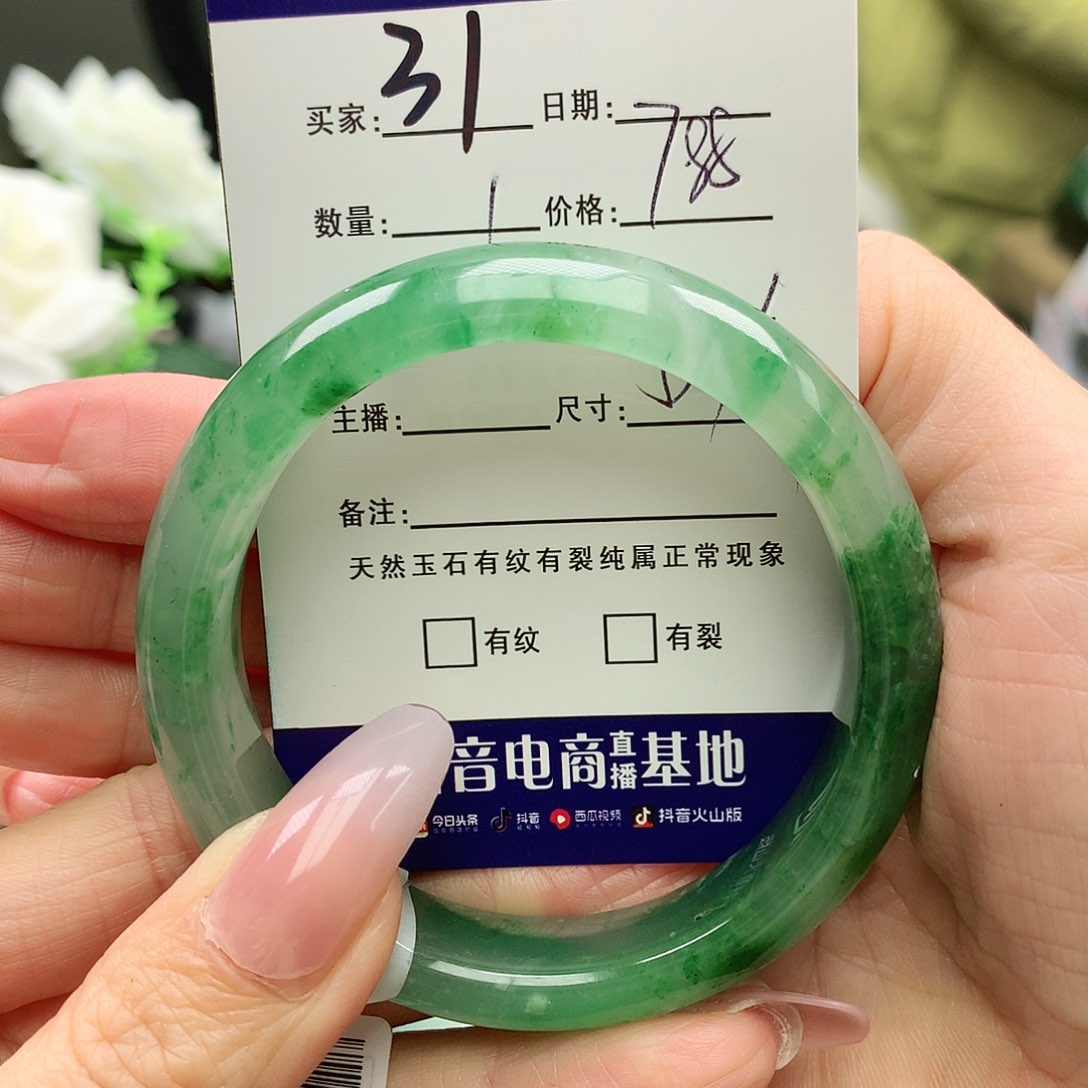 买家: 31 日期:
数量: 1 价格: 788
主播: 尺寸:
备注:
天然玉石有纹有裂纯属正常现象
有纹 有裂
音电商直播基地
今日头条 抖音 西瓜视频 抖音火山版